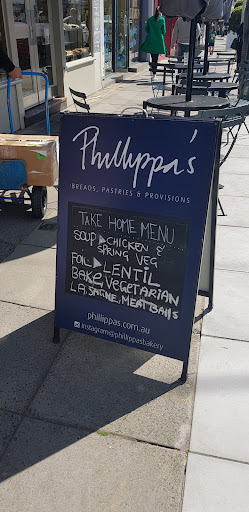 Phillippa's
BREADS, PASTRIES & PROVISIONS
TAKE HOME MENU
SOUP ▶ CHICKEN &
SPRING VEG
FOIL ▶ LENTIL
BAKE, VEGETARIAN
LASAGNE, MEATBALLS
phillippas.com.au
instagram@phillippasbakery